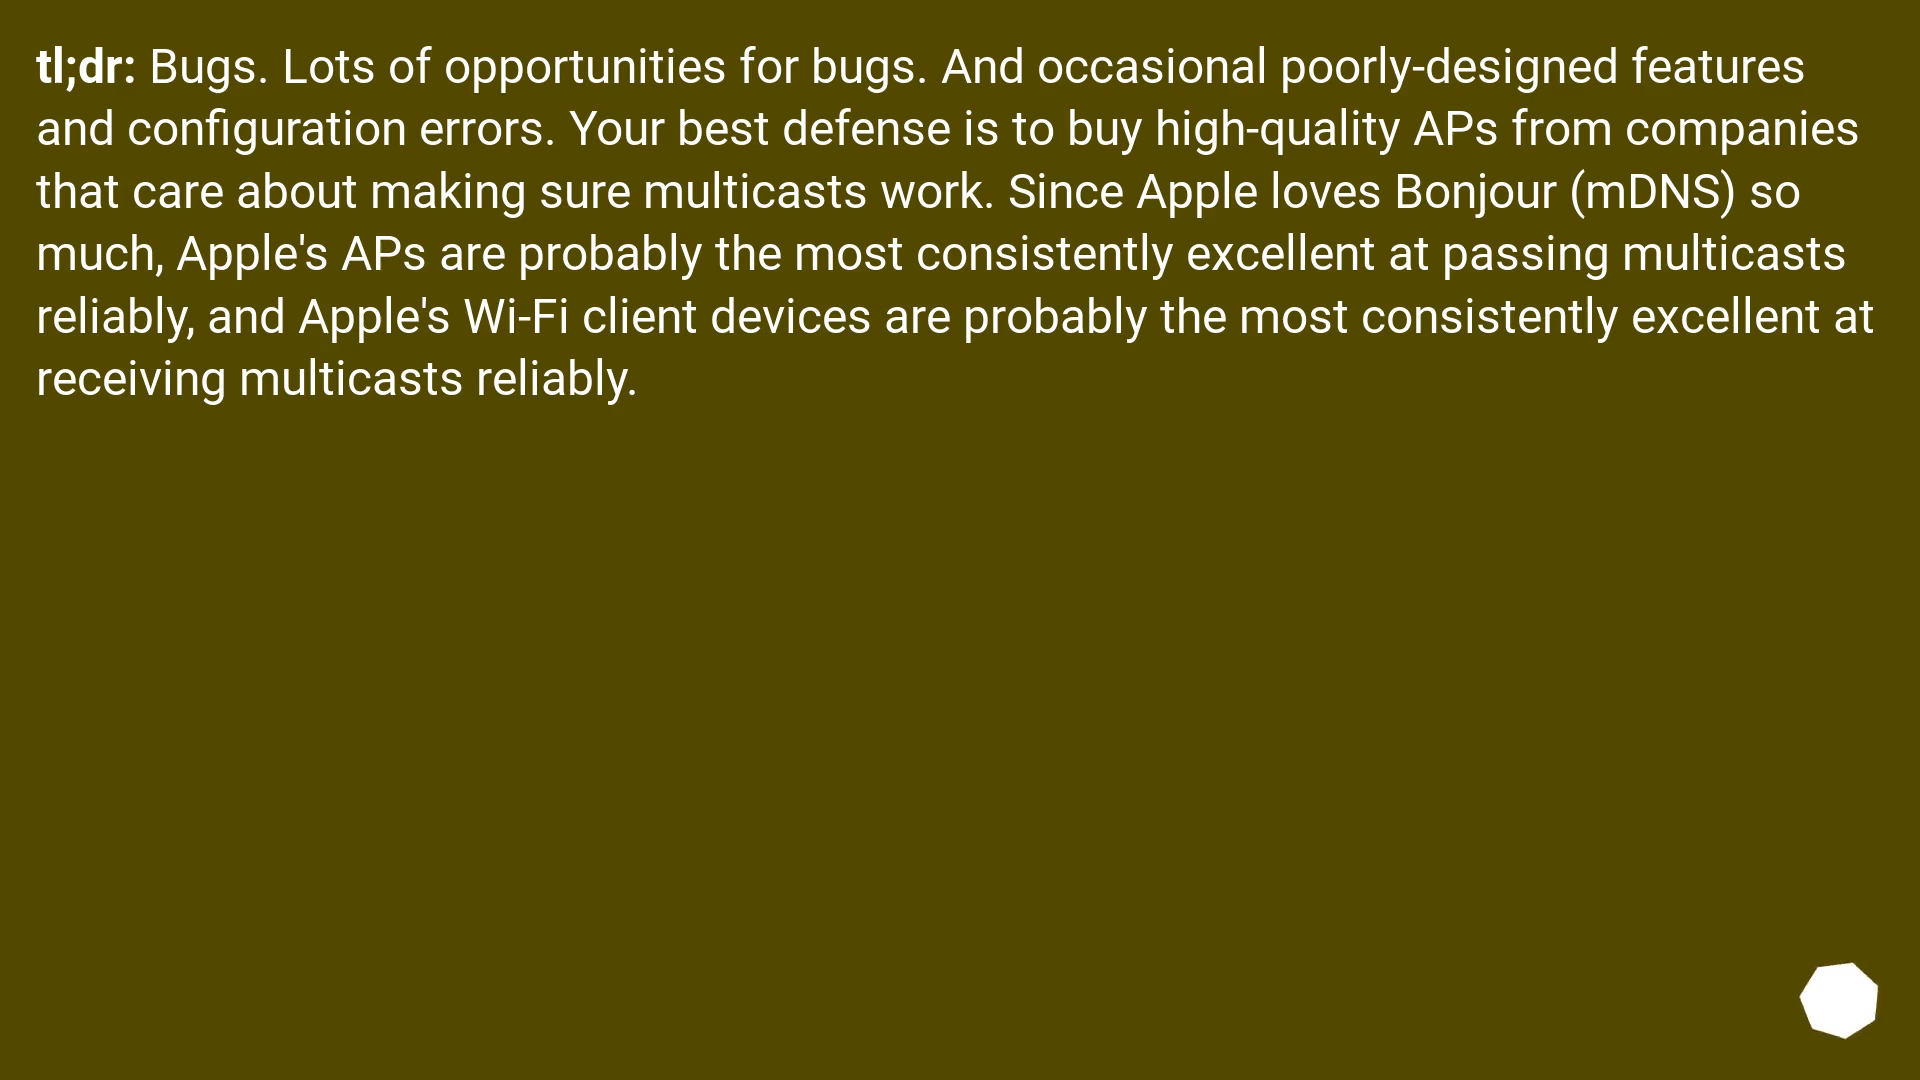 tl;dr: Bugs. Lots of opportunities for bugs. And occasional poorly-designed features
and configuration errors. Your best defense is to buy high-quality APs from companies
that care about making sure multicasts work. Since Apple loves Bonjour (mDNS) so
much, Apple's APs are probably the most consistently excellent at passing multicasts
reliably, and Apple's Wi-Fi client devices are probably the most consistently excellent at
receiving multicasts reliably.